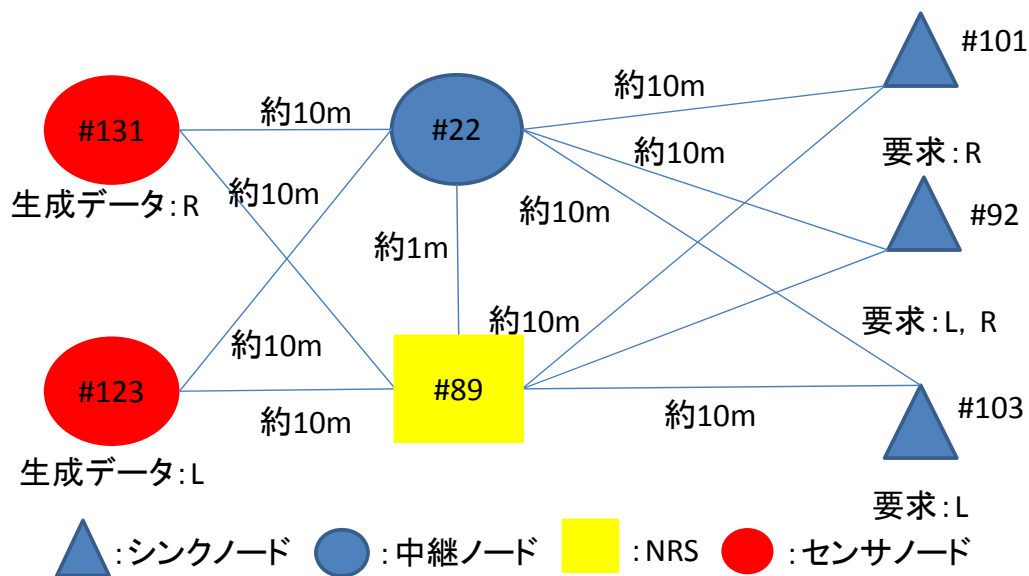 #101
約10m
#131
約10m
#22
約10m
要求:R
生成データ:R
約10m
約10m
#92
約1m
約10m
要求:L, R
約10m
#123
#89
約10m
約10m
#103
生成データ:L
要求:L
:シンクノード
:中継ノード
:NRS
:センサノード